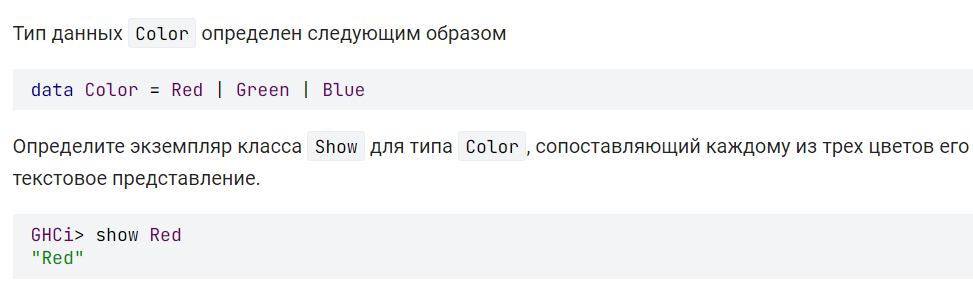 Тип данных Color определен следующим образом
data Color = Red | Green | Blue
Определите экземпляр класса Show для типа Color, сопоставляющий каждому из трех цветов его
текстовое представление.
GHCi> show Red
"Red"